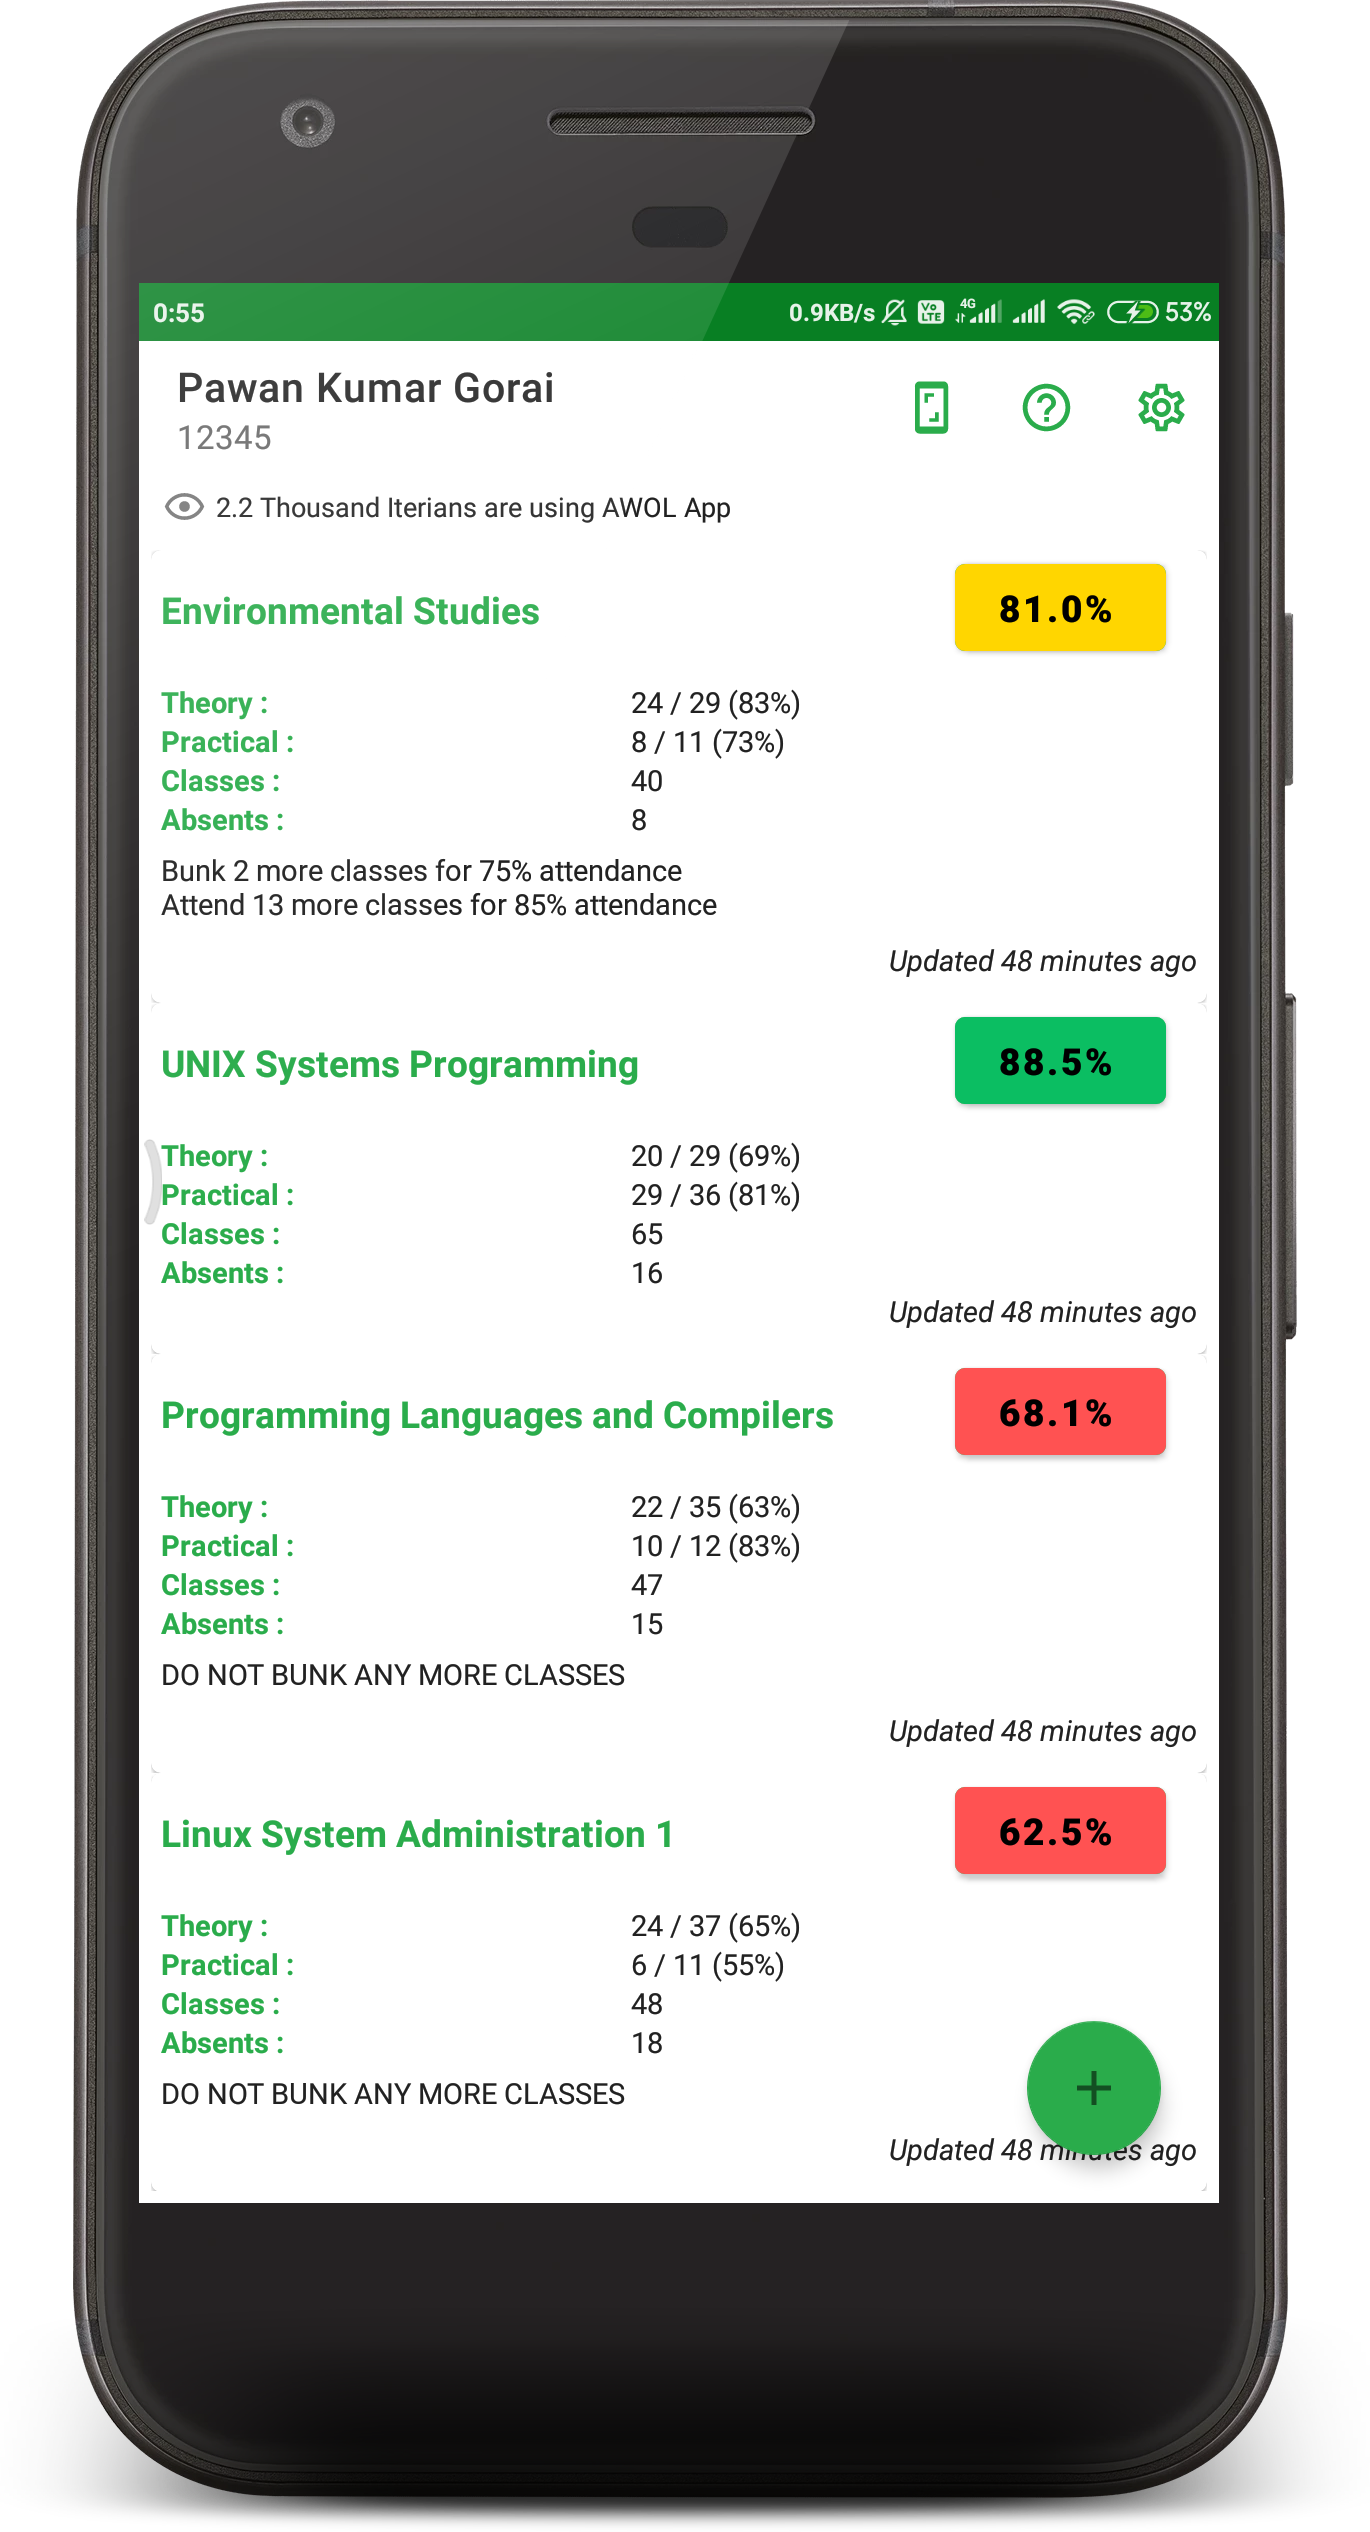 0:55 0.9KB/s Vo LTE 4G 53%
Pawan Kumar Gorai
12345
2.2 Thousand Iterians are using AWOL App
Environmental Studies 81.0%
Theory : 24 / 29 (83%)
Practical : 8 / 11 (73%)
Classes : 40
Absents : 8
Bunk 2 more classes for 75% attendance
Attend 13 more classes for 85% attendance
Updated 48 minutes ago
UNIX Systems Programming 88.5%
Theory : 20 / 29 (69%)
Practical : 29 / 36 (81%)
Classes : 65
Absents : 16
Updated 48 minutes ago
Programming Languages and Compilers 68.1%
Theory : 22 / 35 (63%)
Practical : 10 / 12 (83%)
Classes : 47
Absents : 15
DO NOT BUNK ANY MORE CLASSES
Updated 48 minutes ago
Linux System Administration 1 62.5%
Theory : 24 / 37 (65%)
Practical : 6 / 11 (55%)
Classes : 48
Absents : 18
DO NOT BUNK ANY MORE CLASSES
+
Updated 48 minutes ago